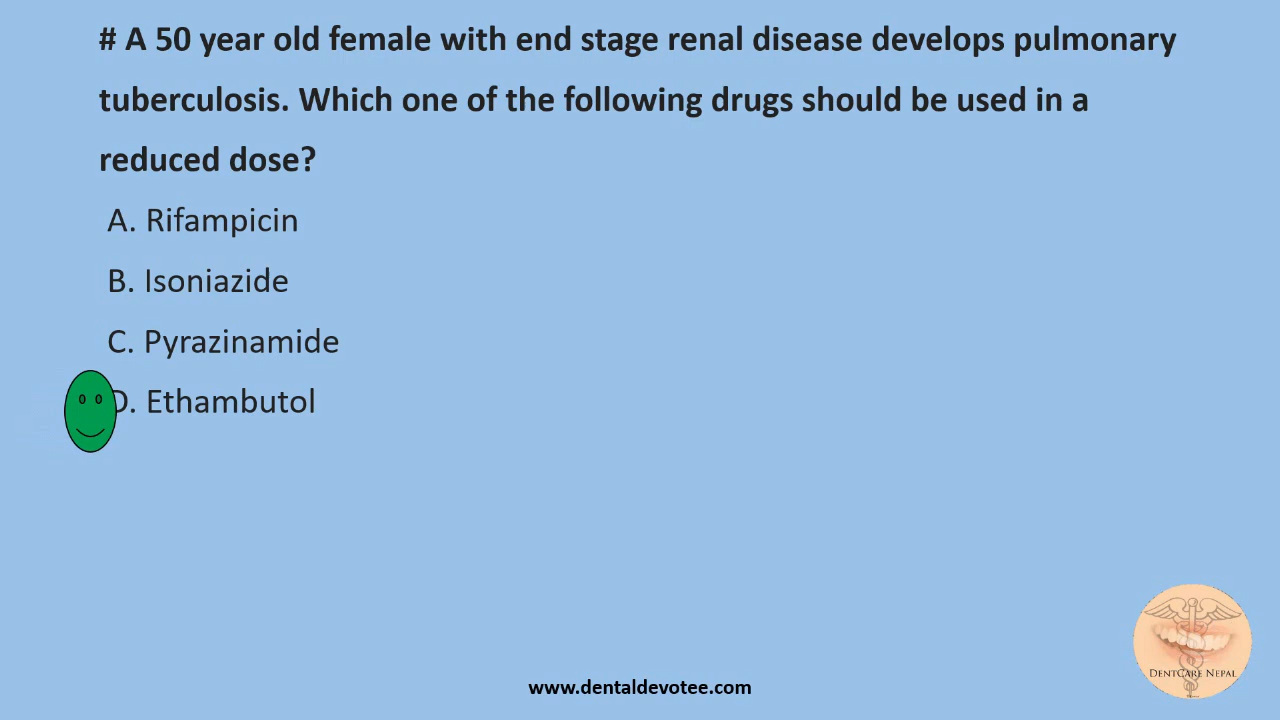 # A 50 year old female with end stage renal disease develops pulmonary
tuberculosis. Which one of the following drugs should be used in a
reduced dose?
A. Rifampicin
B. Isoniazide
C. Pyrazinamide
D. Ethambutol
DENTCARE NEPAL
www.dentaldevotee.com